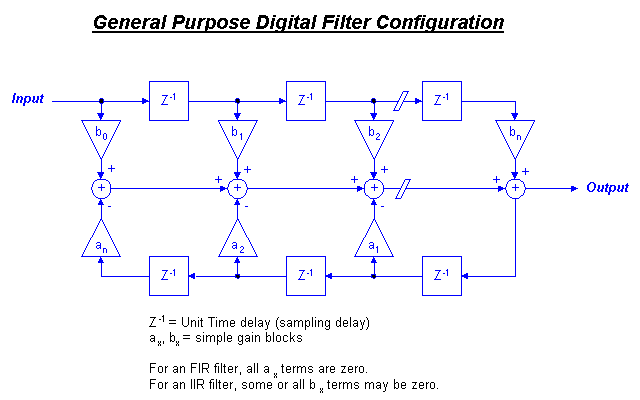 General Purpose Digital Filter Configuration
Input
Z⁻¹ Z⁻¹ Z⁻¹
b₀ b₁ b₂ bₙ
+ + + +
+ + + + + + +
Output
- - -
aₙ a₂ a₁
Z⁻¹ Z⁻¹ Z⁻¹
Z⁻¹ = Unit Time delay (sampling delay)
aₓ, bₓ = simple gain blocks
For an FIR filter, all a ₓ terms are zero.
For an IIR filter, some or all b ₓ terms may be zero.